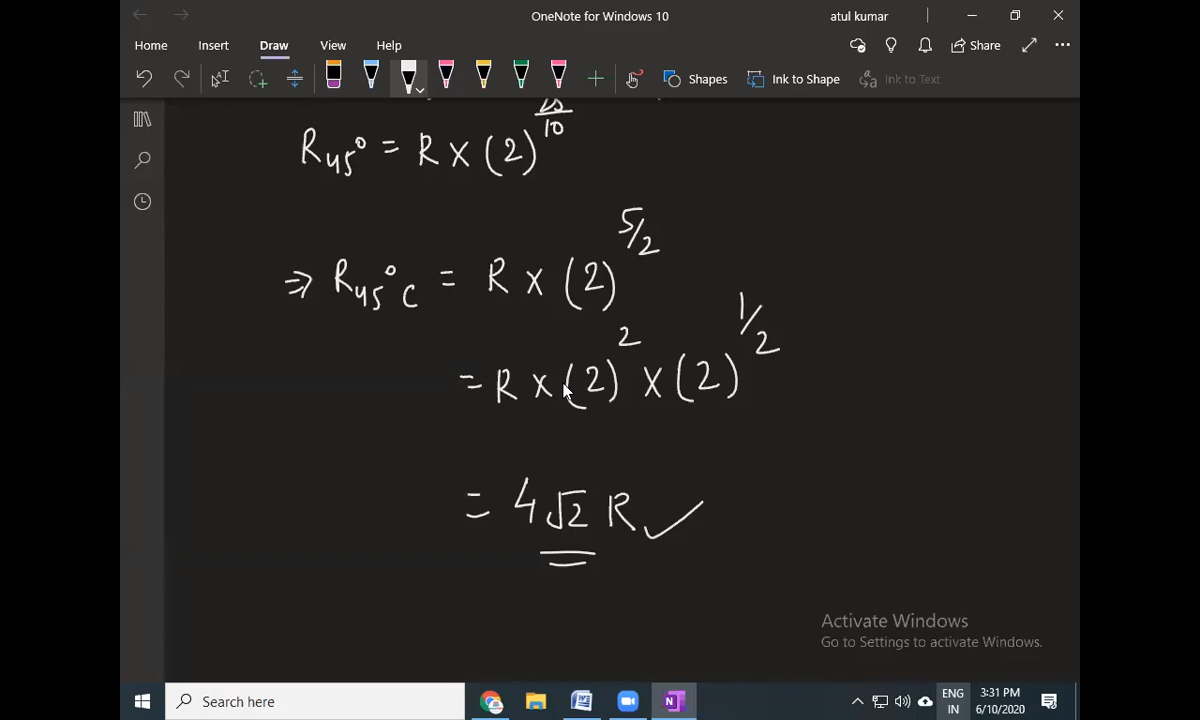 OneNote for Windows 10
atul kumar
Home Insert Draw View Help
Share
Shapes Ink to Shape Ink to Text
R45° = R × (2)^25/10
⇒ R45°C = R × (2)^5/2
= R × (2)^2 × (2)^1/2
= 4√2 R ✓
Activate Windows
Go to Settings to activate Windows.
Search here
ENG
IN
3:31 PM
6/10/2020